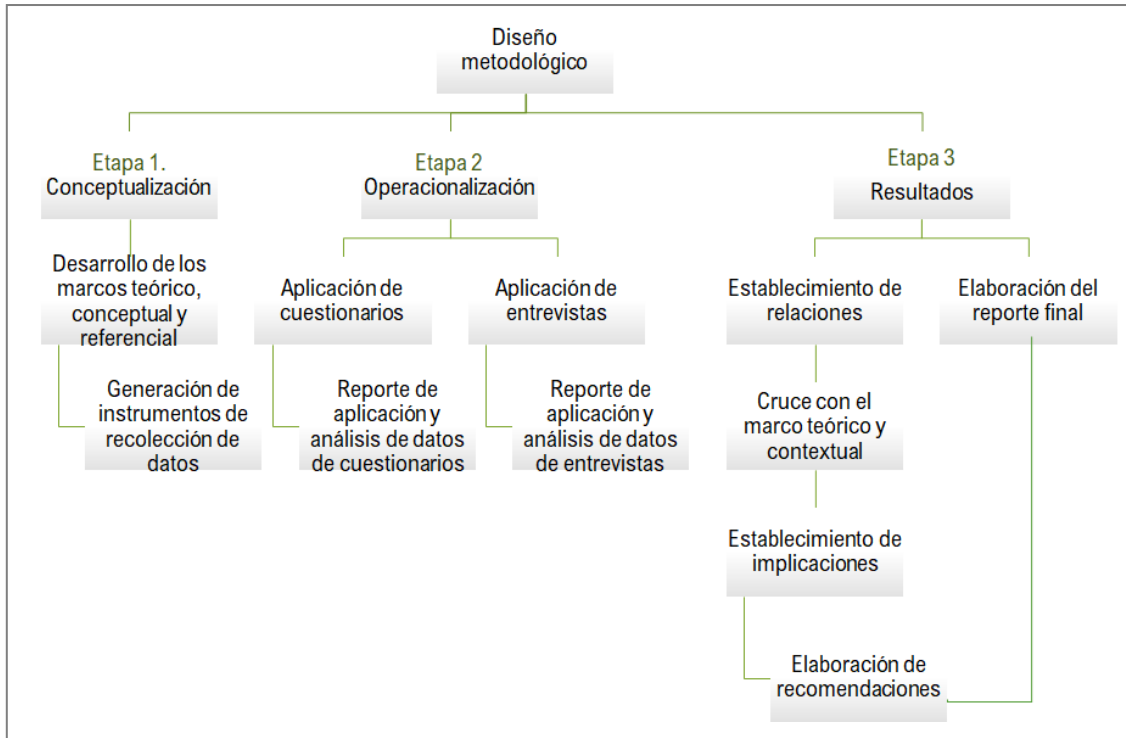 Diseño
metodológico
Etapa 1.
Conceptualización
Etapa 2
Operacionalización
Etapa 3
Resultados
Desarrollo de los
marcos teórico,
conceptual y
referencial
Generación de
instrumentos de
recolección de
datos
Aplicación de
cuestionarios
Reporte de
aplicación y
análisis de datos
de cuestionarios
Aplicación de
entrevistas
Reporte de
aplicación y
análisis de datos
de entrevistas
Establecimiento de
relaciones
Cruce con el
marco teórico y
contextual
Establecimiento de
implicaciones
Elaboración de
recomendaciones
Elaboración del
reporte final